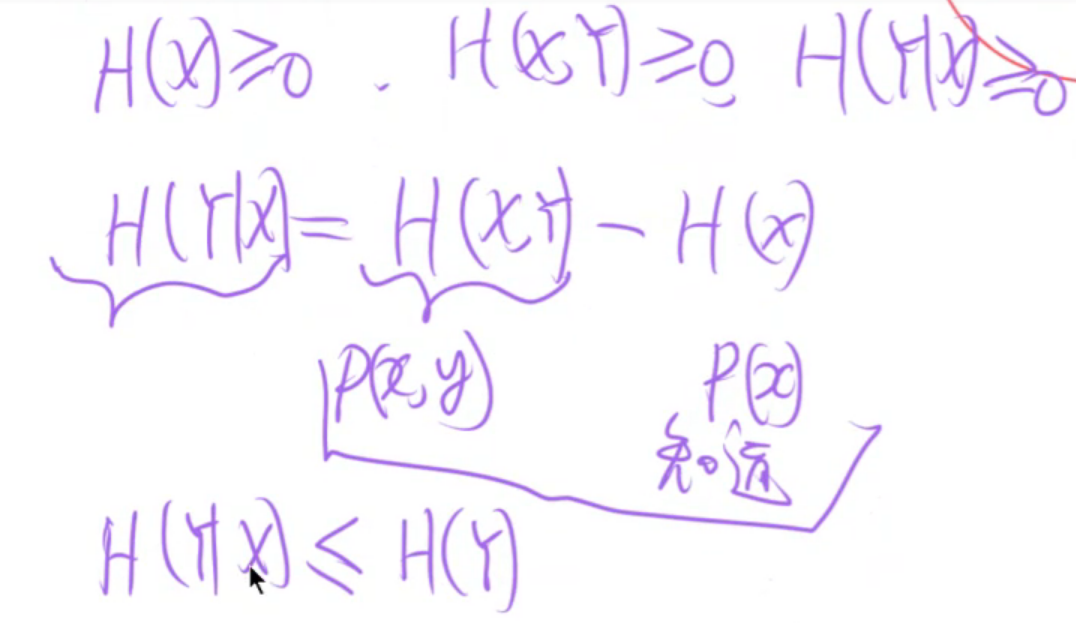 H(X)≥0 . H(X,Y)≥0 H(Y|X)≥0
H(Y|X)= H(X,Y) - H(X)
P(x,y) P(x)
知道
H(Y|X) ≤ H(Y)